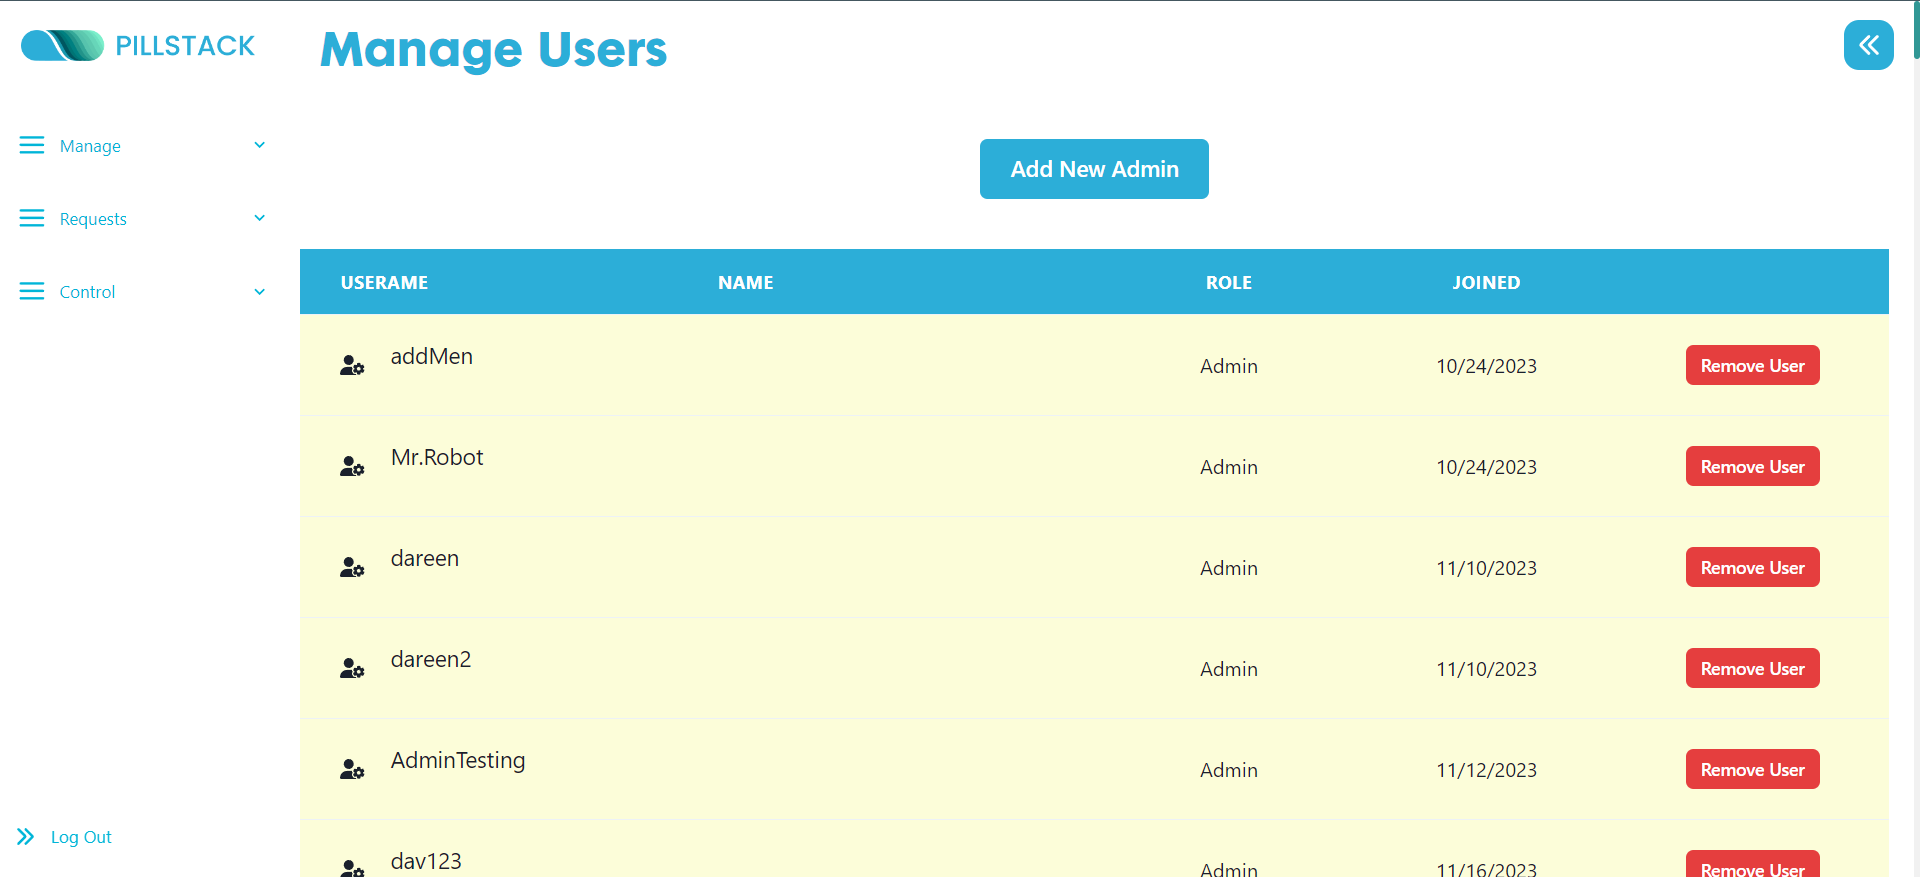 PILLSTACK
Manage Users
Manage
Requests
Control
Add New Admin
USERAME NAME ROLE JOINED
addMen Admin 10/24/2023 Remove User
Mr.Robot Admin 10/24/2023 Remove User
dareen Admin 11/10/2023 Remove User
dareen2 Admin 11/10/2023 Remove User
AdminTesting Admin 11/12/2023 Remove User
dav123 Admin 11/16/2023 Remove User
Log Out